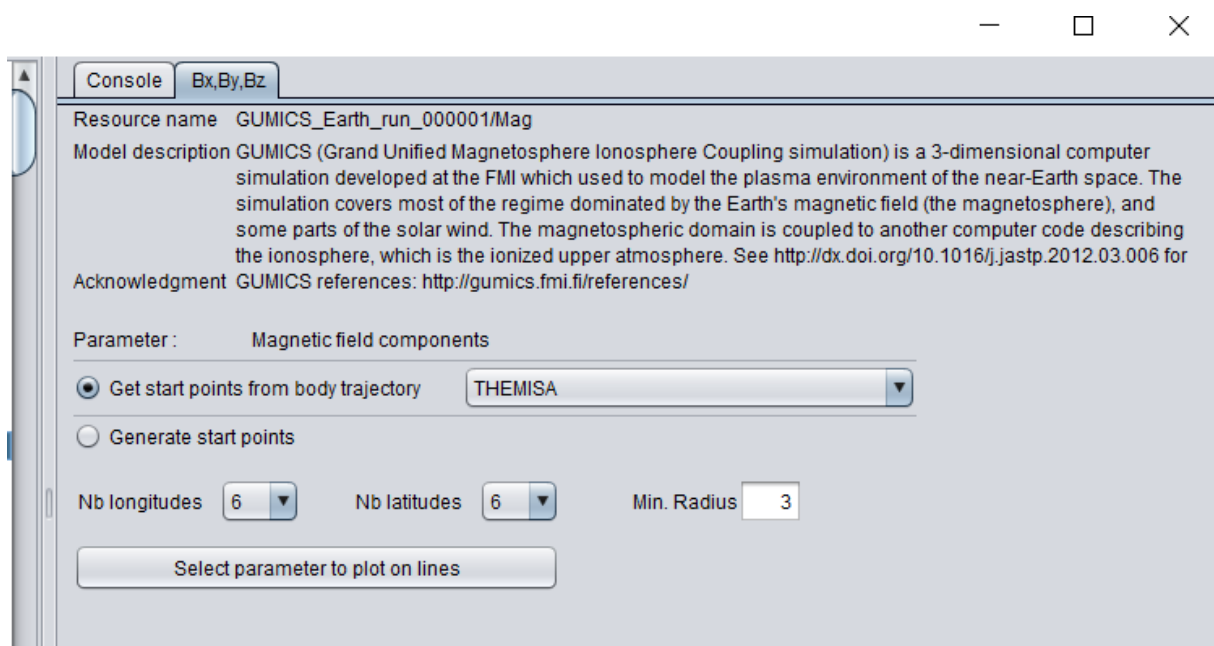 Console Bx,By,Bz
Resource name GUMICS_Earth_run_000001/Mag
Model description GUMICS (Grand Unified Magnetosphere Ionosphere Coupling simulation) is a 3-dimensional computer
simulation developed at the FMI which used to model the plasma environment of the near-Earth space. The
simulation covers most of the regime dominated by the Earth's magnetic field (the magnetosphere), and
some parts of the solar wind. The magnetospheric domain is coupled to another computer code describing
the ionosphere, which is the ionized upper atmosphere. See http://dx.doi.org/10.1016/j.jastp.2012.03.006 for
Acknowledgment GUMICS references: http://gumics.fmi.fi/references/
Parameter : Magnetic field components
Get start points from body trajectory THEMISA
Generate start points
Nb longitudes 6 Nb latitudes 6 Min. Radius 3
Select parameter to plot on lines